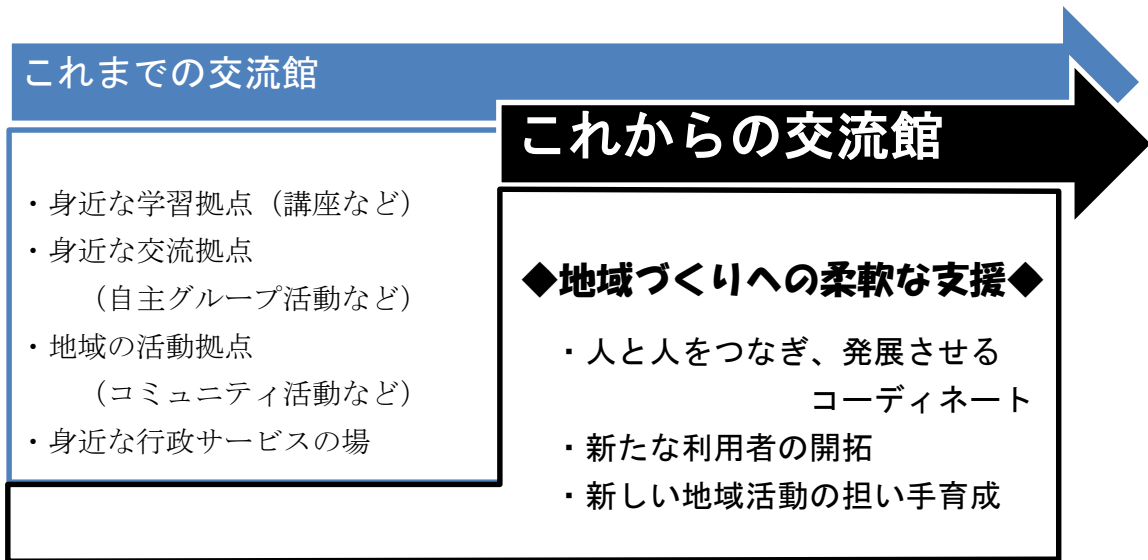 これまでの交流館
・身近な学習拠点（講座など）
・身近な交流拠点
（自主グループ活動など）
・地域の活動拠点
（コミュニティ活動など）
・身近な行政サービスの場
これからの交流館
◆地域づくりへの柔軟な支援◆
・人と人をつなぎ、発展させる
コーディネート
・新たな利用者の開拓
・新しい地域活動の担い手育成